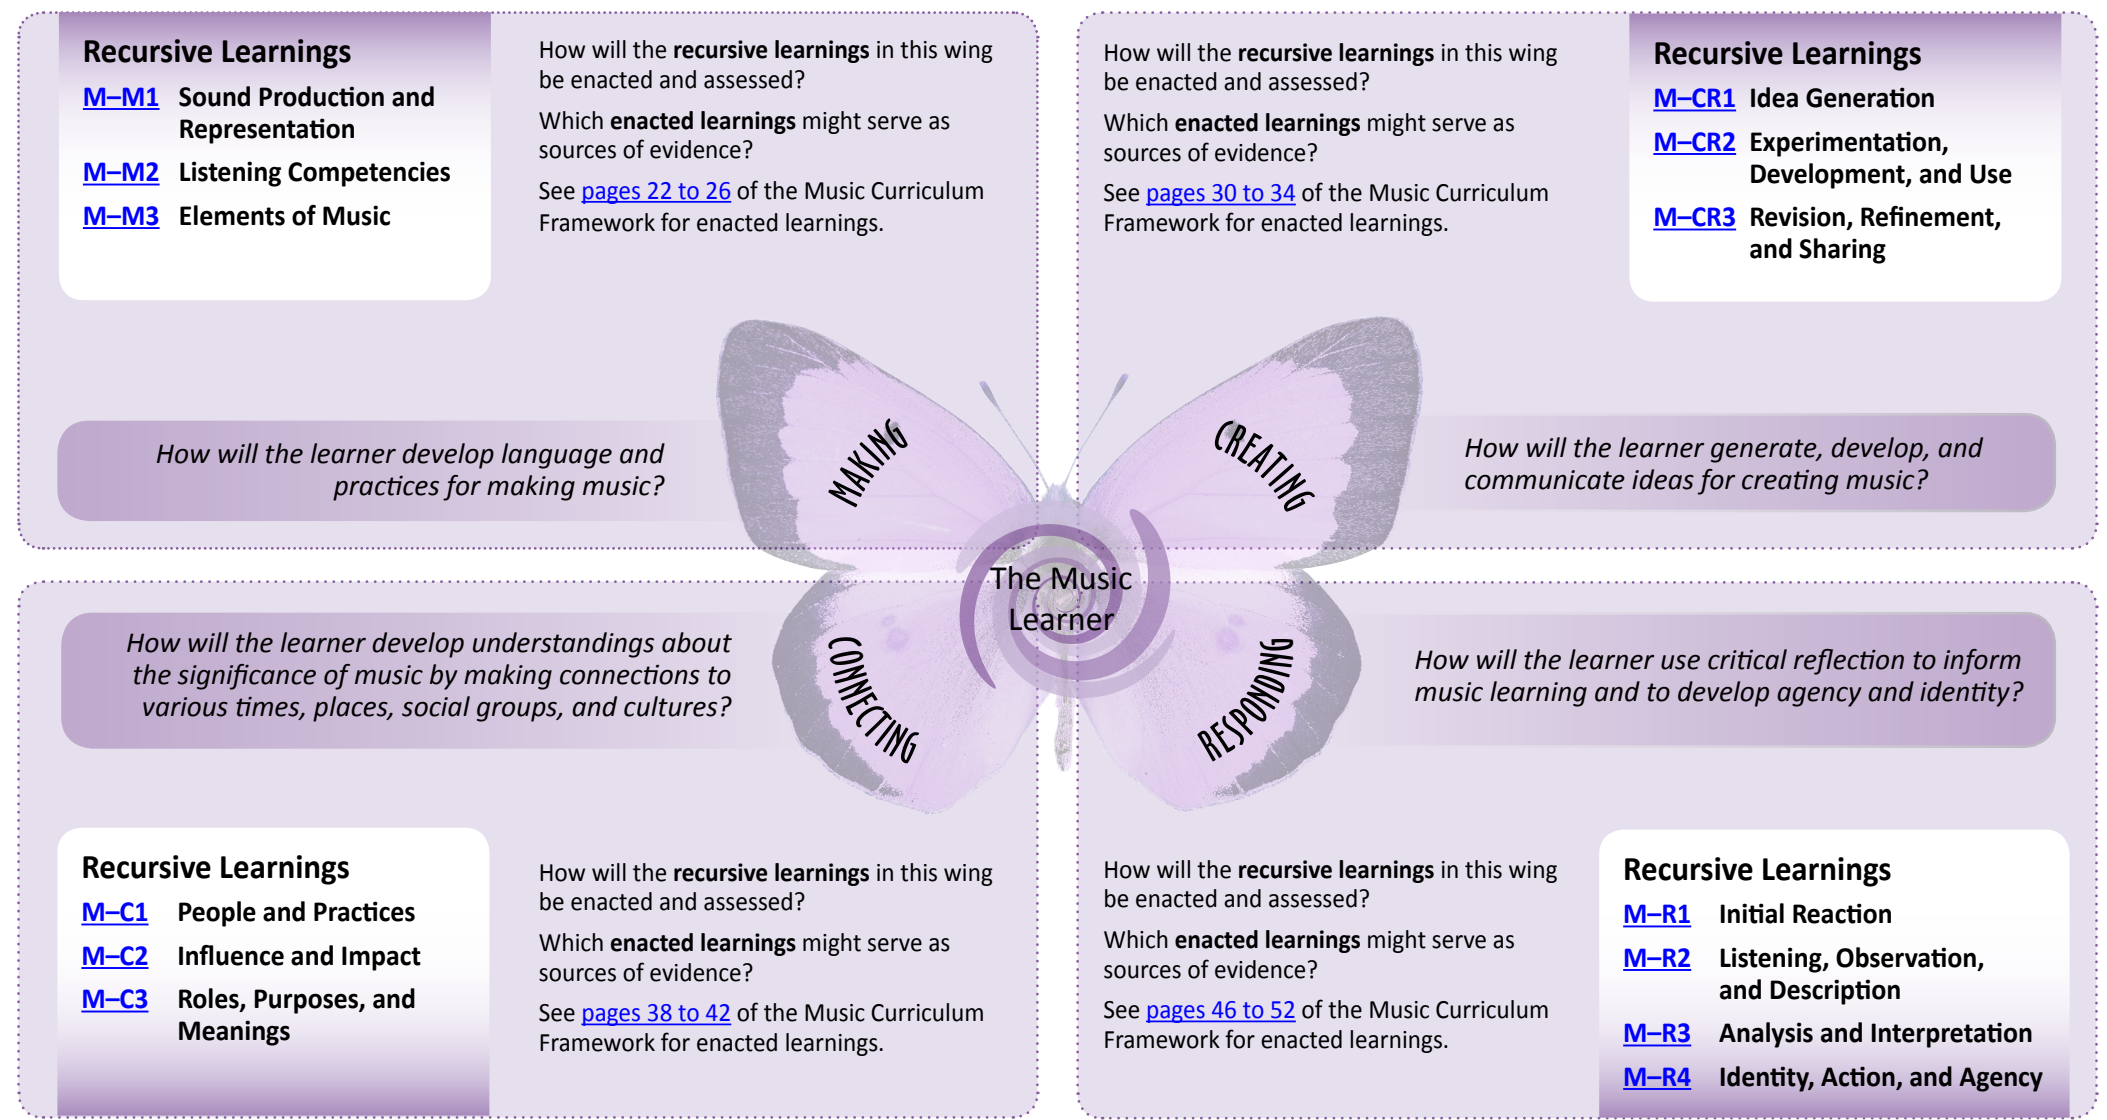 Recursive Learnings
M–M1 Sound Production and
Representation
M–M2 Listening Competencies
M–M3 Elements of Music
How will the recursive learnings in this wing
be enacted and assessed?
Which enacted learnings might serve as
sources of evidence?
See pages 22 to 26 of the Music Curriculum
Framework for enacted learnings.
How will the learner develop language and
practices for making music?
MAKING
How will the recursive learnings in this wing
be enacted and assessed?
Which enacted learnings might serve as
sources of evidence?
See pages 30 to 34 of the Music Curriculum
Framework for enacted learnings.
Recursive Learnings
M–CR1 Idea Generation
M–CR2 Experimentation,
Development, and Use
M–CR3 Revision, Refinement,
and Sharing
CREATING
How will the learner generate, develop, and
communicate ideas for creating music?
The Music
Learner
How will the learner develop understandings about
the significance of music by making connections to
various times, places, social groups, and cultures?
CONNECTING
Recursive Learnings
M–C1 People and Practices
M–C2 Influence and Impact
M–C3 Roles, Purposes, and
Meanings
How will the recursive learnings in this wing
be enacted and assessed?
Which enacted learnings might serve as
sources of evidence?
See pages 38 to 42 of the Music Curriculum
Framework for enacted learnings.
RESPONDING
How will the learner use critical reflection to inform
music learning and to develop agency and identity?
How will the recursive learnings in this wing
be enacted and assessed?
Which enacted learnings might serve as
sources of evidence?
See pages 46 to 52 of the Music Curriculum
Framework for enacted learnings.
Recursive Learnings
M–R1 Initial Reaction
M–R2 Listening, Observation,
and Description
M–R3 Analysis and Interpretation
M–R4 Identity, Action, and Agency